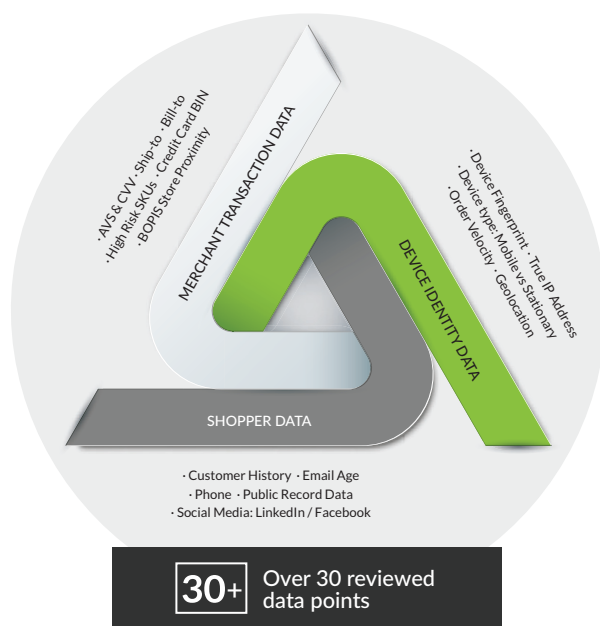 · AVS & CVV · Ship-to · Bill-to
· High Risk SKUs · Credit Card BIN
· BOPIS Store Proximity
MERCHANT TRANSACTION DATA
· Device Fingerprint · True IP Address
· Device type: Mobile vs Stationary
· Order Velocity · Geolocation
DEVICE IDENTITY DATA
SHOPPER DATA
· Customer History · Email Age
· Phone · Public Record Data
· Social Media: LinkedIn / Facebook
30+ Over 30 reviewed
data points